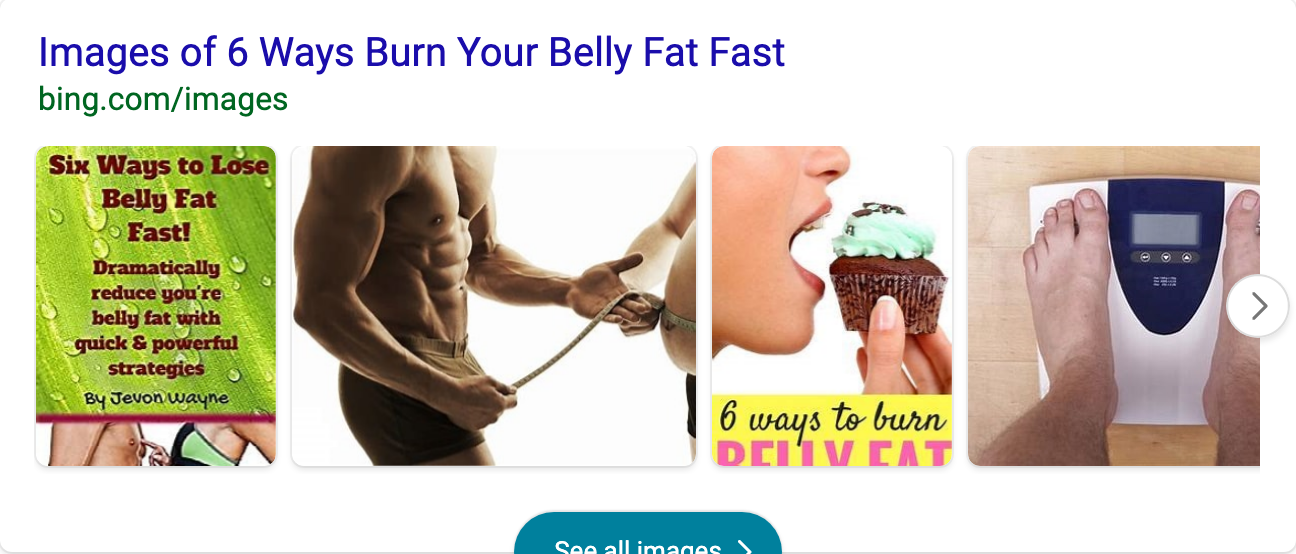 Images of 6 Ways Burn Your Belly Fat Fast
bing.com/images
Six Ways to Lose
Belly Fat
Fast!
Dramatically
reduce you're
belly fat with
quick & powerful
strategies
By Jevon Wayne
6 ways to burn
BELLY FAT
See all images